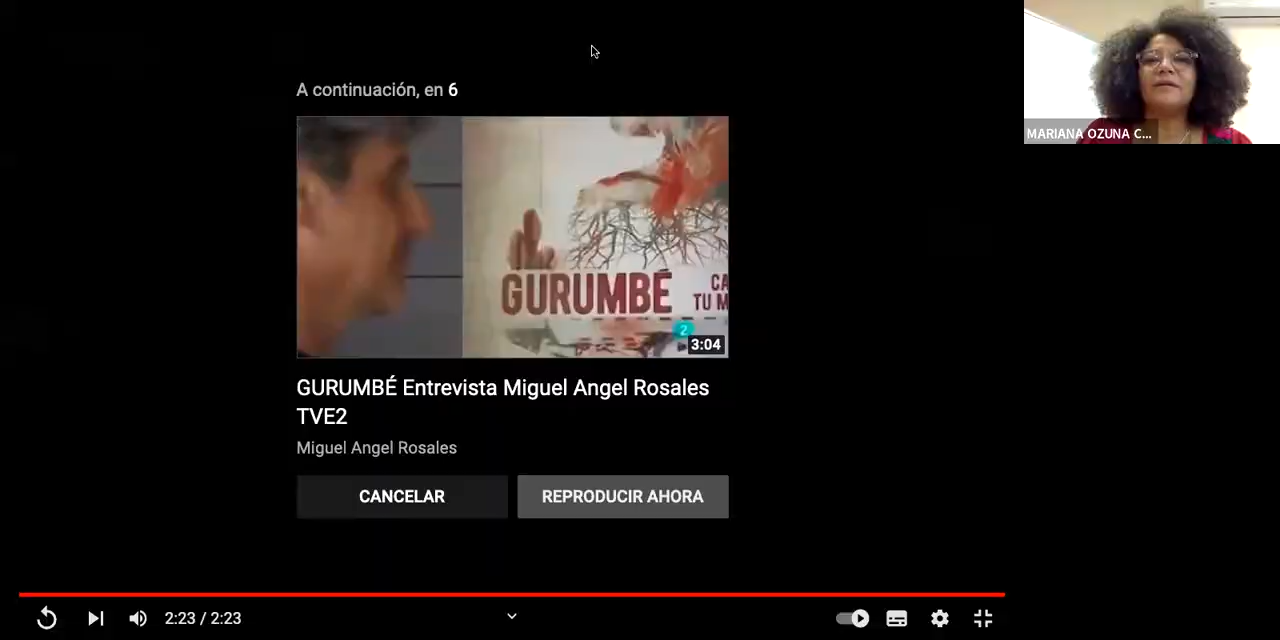 A continuación, en 6
MARIANA OZUNA C...
GURUMBÉ
CA
TU M
2
3:04
GURUMBÉ Entrevista Miguel Angel Rosales
TVE2
Miguel Angel Rosales
CANCELAR
REPRODUCIR AHORA
2:23 / 2:23